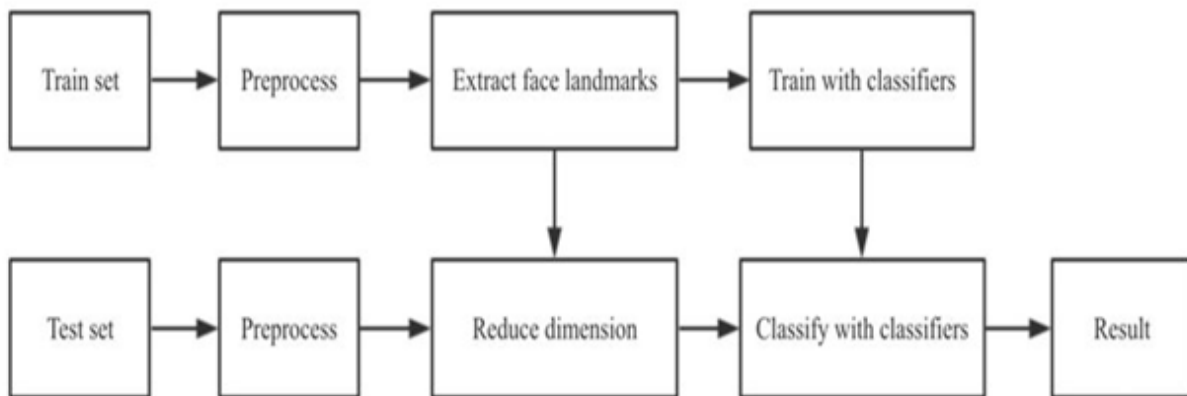 Train set
Preprocess
Extract face landmarks
Train with classifiers
Test set
Preprocess
Reduce dimension
Classify with classifiers
Result